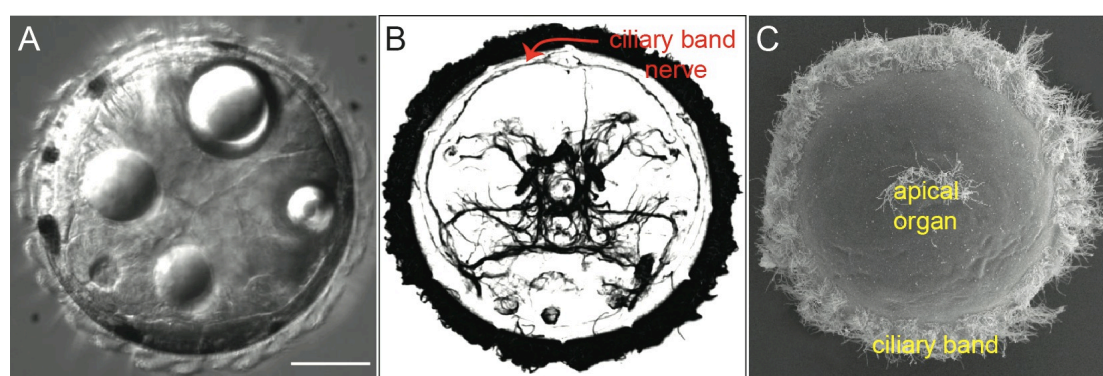 A
B
ciliary band
nerve
C
apical
organ
ciliary band